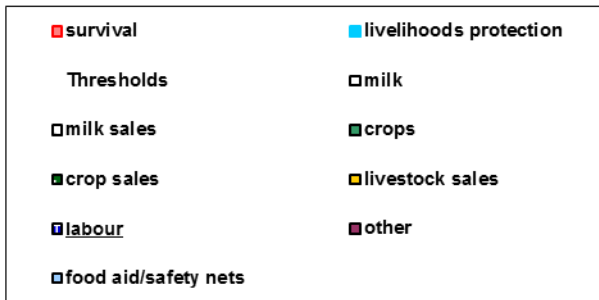 survival livelihoods protection
Thresholds milk
milk sales crops
crop sales livestock sales
labour other
food aid/safety nets